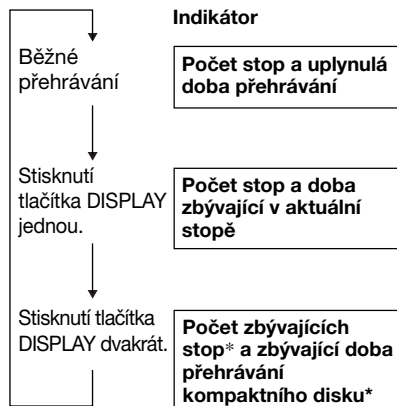 Indikátor
Běžné
přehrávání
Počet stop a uplynulá
doba přehrávání
Stisknutí
tlačítka DISPLAY
jednou.
Počet stop a doba
zbývající v aktuální
stopě
Stisknutí tlačítka
DISPLAY dvakrát.
Počet zbývajících
stop* a zbývající doba
přehrávání
kompaktního disku*